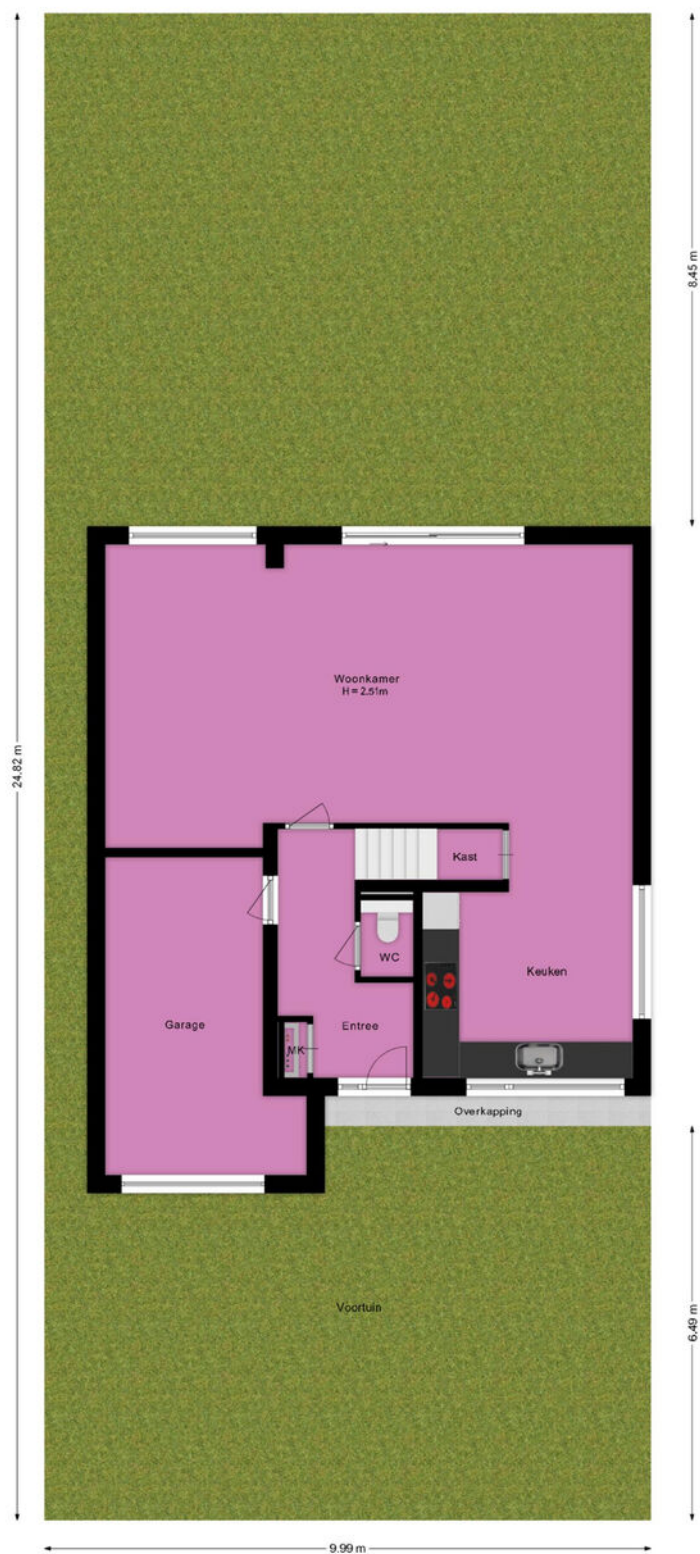 8.45 m
24.82 m
Woonkamer
H = 2.51m
Kast
WC
Keuken
Garage
Entree
MK
Overkapping
Voortuin
6.49 m
9.99 m